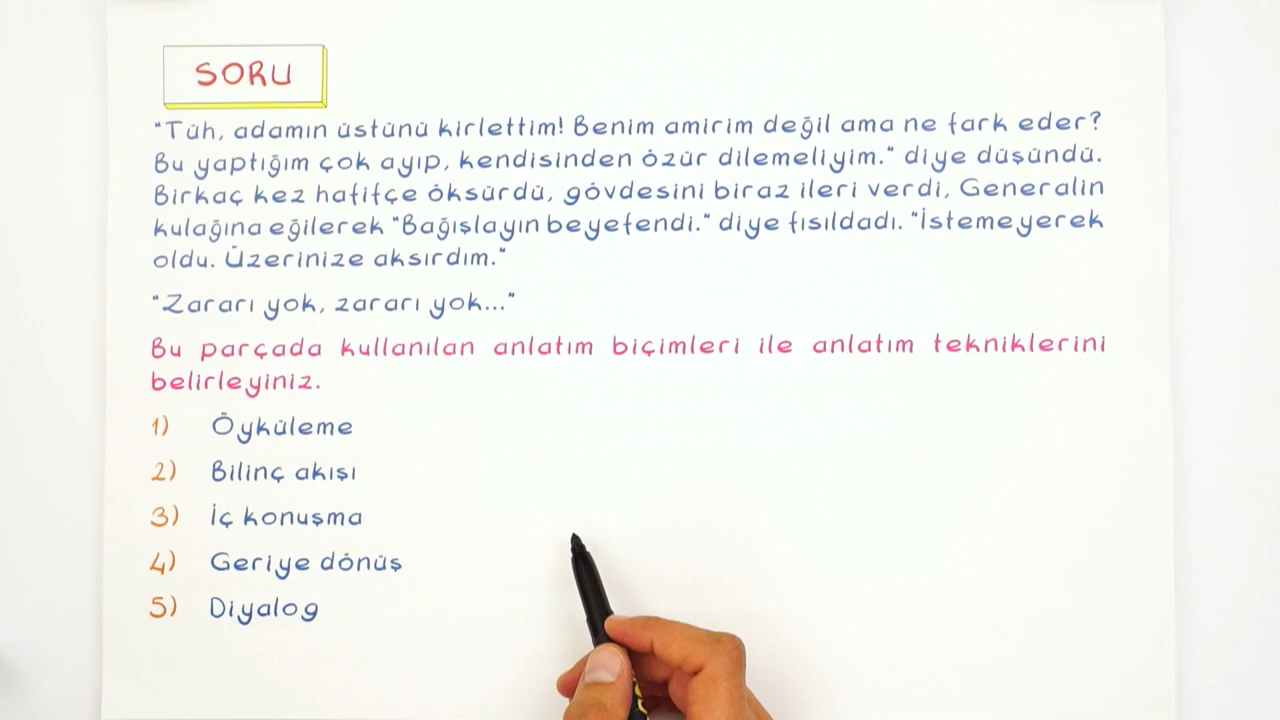 SORU
"Tüh, adamın üstünü kirlettim! Benim amirim değil ama ne fark eder?
Bu yaptığım çok ayıp, kendisinden özür dilemeliyim." diye düşündü.
Birkaç kez hafifçe öksürdü, gövdesini biraz ileri verdi, Generalin
kulağına eğilerek "Bağışlayın beyefendi." diye fısıldadı. "İstemeyerek
oldu. Üzerinize aksırdım."
"Zararı yok, zararı yok..."
Bu parçada kullanılan anlatım biçimleri ile anlatım tekniklerini
belirleyiniz.
1) Öyküleme
2) Bilinç akışı
3) İç konuşma
4) Geriye dönüş
5) Diyalog